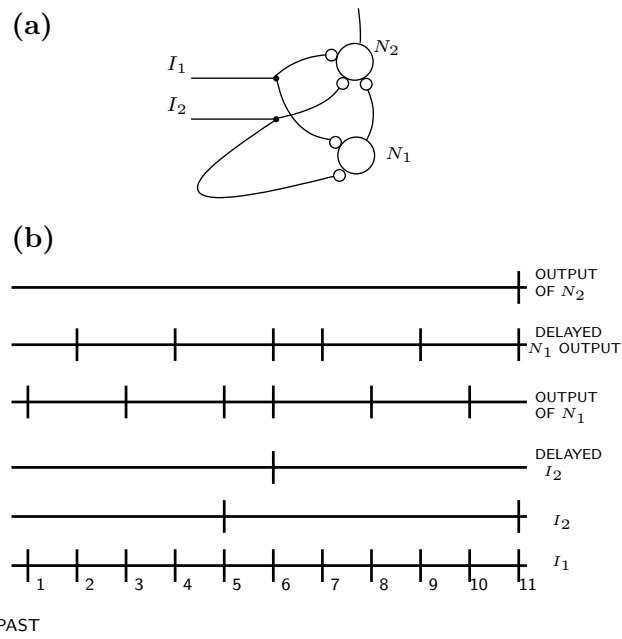 (a)
N2
I1
I2
N1
(b)
OUTPUT
OF N2
DELAYED
N1 OUTPUT
OUTPUT
OF N1
DELAYED
I2
I2
I1
1 2 3 4 5 6 7 8 9 10 11
PAST